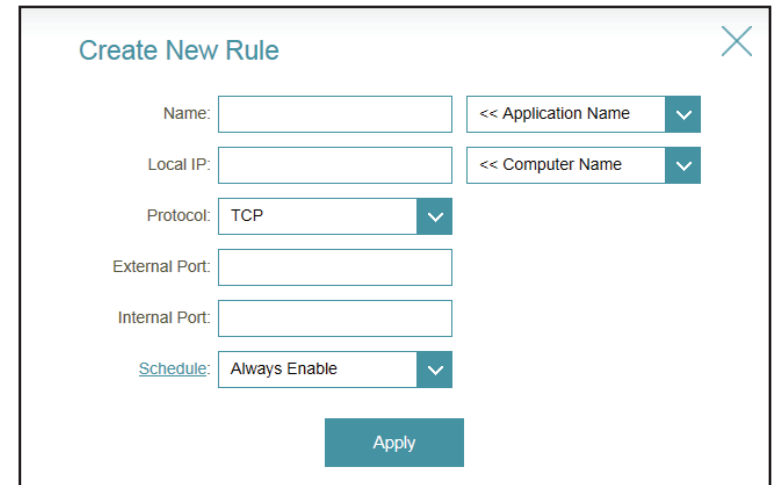 Create New Rule
Name: << Application Name
Local IP: << Computer Name
Protocol: TCP
External Port:
Internal Port:
Schedule: Always Enable
Apply